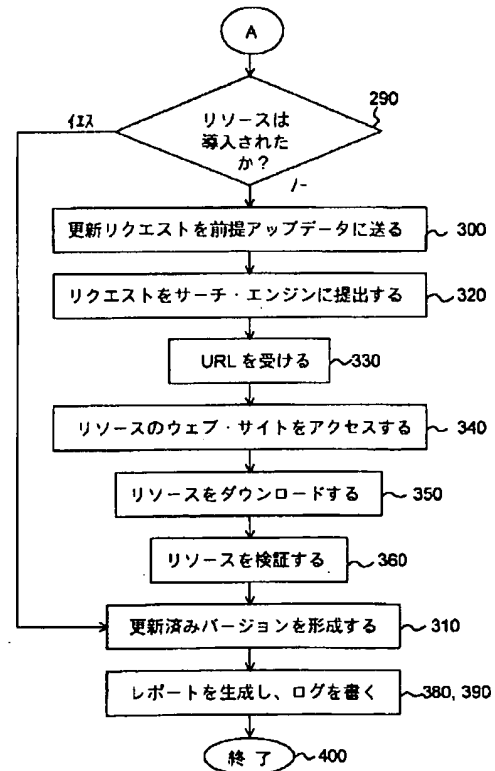 A
リソースは
導入された
か？
290
イエス
ノー
更新リクエストを前提アップデータに送る
300
リクエストをサーチ・エンジンに提出する
320
URLを受ける
330
リソースのウェブ・サイトをアクセスする
340
リソースをダウンロードする
350
リソースを検証する
360
更新済みバージョンを形成する
310
レポートを生成し、ログを書く
380, 390
終了
400